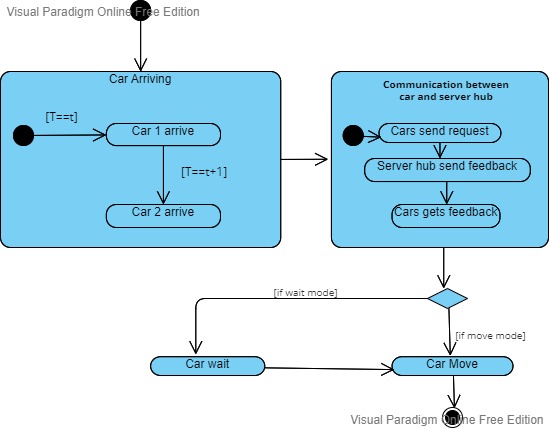 Visual Paradigm Online Free Edition
Car Arriving
[T==t]
Car 1 arrive
[T==t+1]
Car 2 arrive
Communication between
car and server hub
Cars send request
Server hub send feedback
Cars gets feedback
[if wait mode]
[if move mode]
Car wait
Car Move
Visual Paradigm Online Free Edition